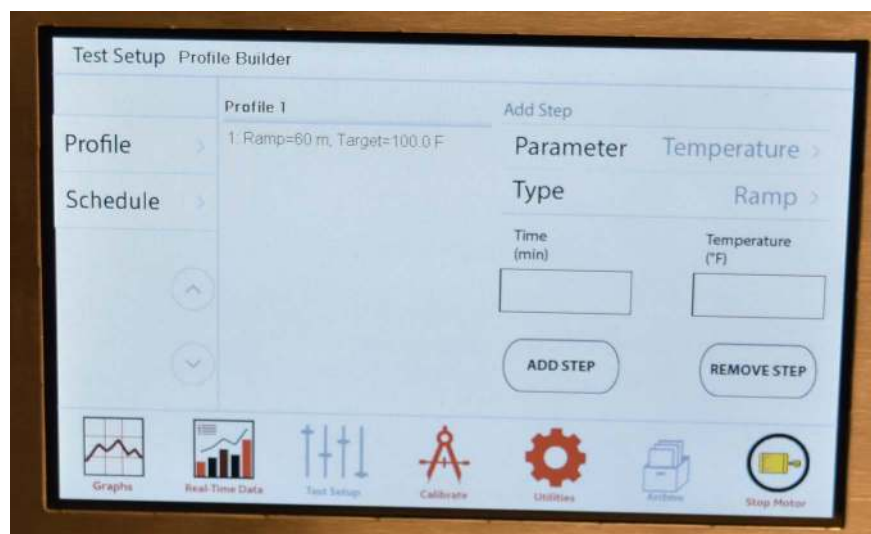 Test Setup Profile Builder
Profile 1
Add Step
Profile
1: Ramp=60 m, Target=100.0 F
Parameter Temperature
Schedule
Type Ramp
Time
(min)
Temperature
(°F)
ADD STEP
REMOVE STEP
Graphs
Real-Time Data
Test Setup
Calibrate
Utilities
Archive
Stop Motor